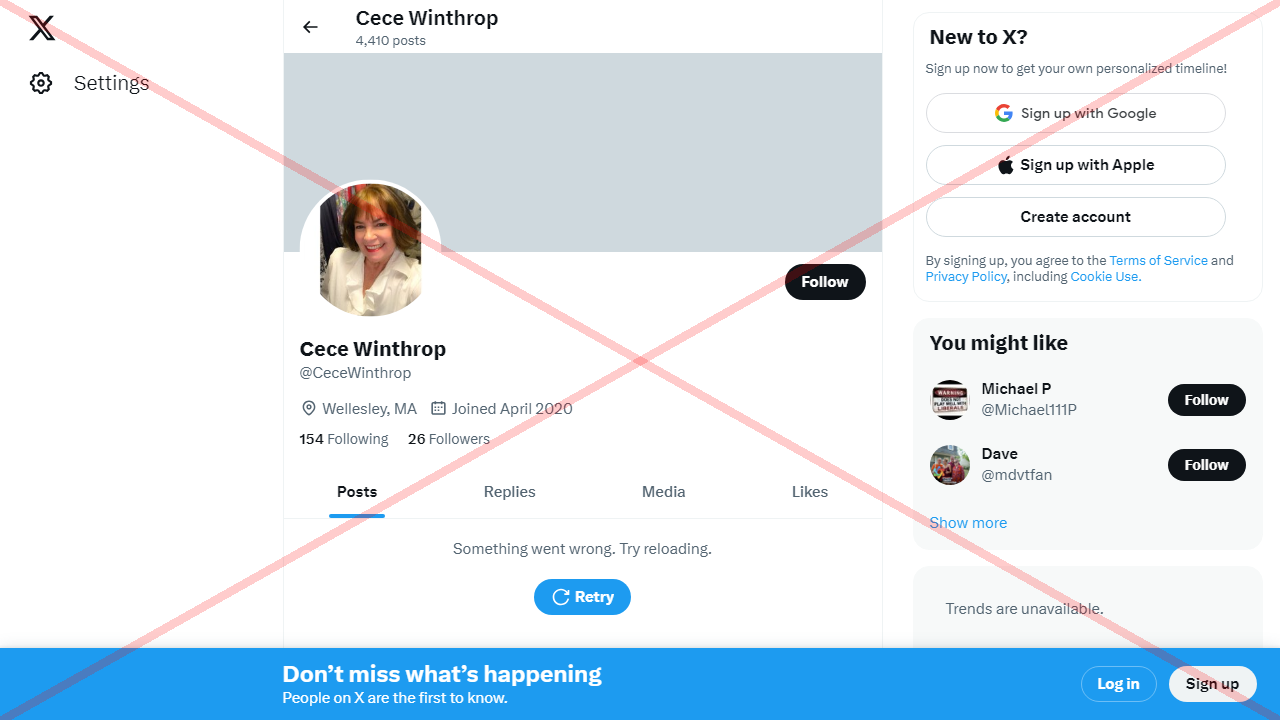 Settings
Cece Winthrop
4,410 posts
Follow
Cece Winthrop
@CeceWinthrop
Wellesley, MA Joined April 2020
154 Following 26 Followers
Posts Replies Media Likes
Something went wrong. Try reloading.
Retry
New to X?
Sign up now to get your own personalized timeline!
Sign up with Google
Sign up with Apple
Create account
By signing up, you agree to the Terms of Service and
Privacy Policy, including Cookie Use.
You might like
Michael P
@Michael111P
Follow
Dave
@mdvtfan
Follow
Show more
Trends are unavailable.
Don’t miss what’s happening
People on X are the first to know.
Log in Sign up